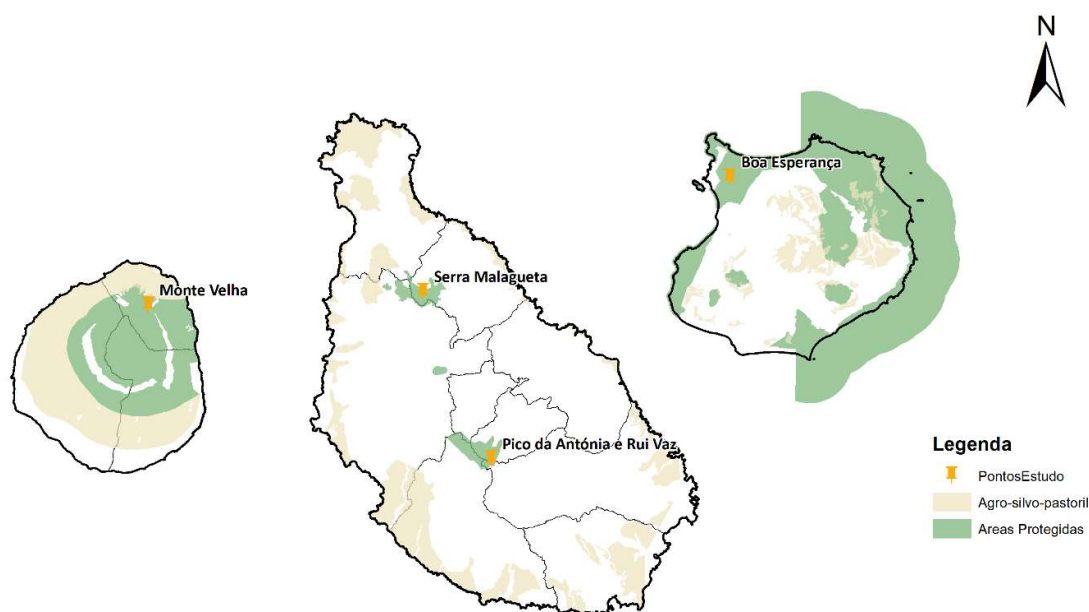 N
Boa Esperança
Serra Malagueta
Monte Velha
Pico da Antónia e Rui Vaz
Legenda
PontosEstudo
Agro-silvo-pastoril
Areas Protegidas